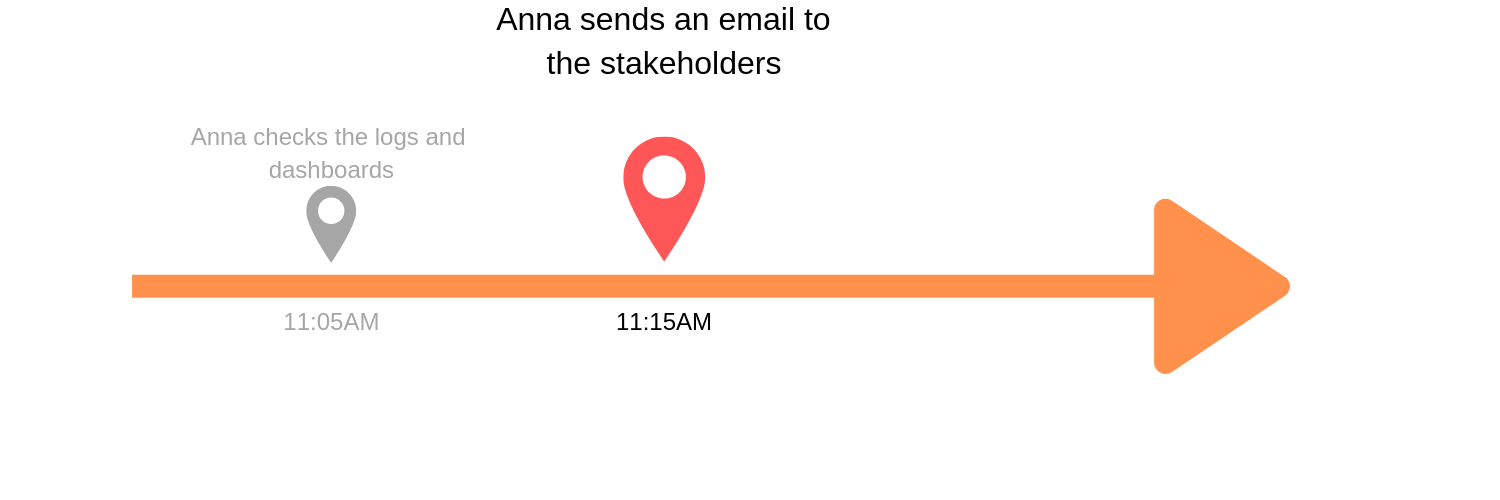 Anna sends an email to
the stakeholders
Anna checks the logs and
dashboards
11:05AM
11:15AM